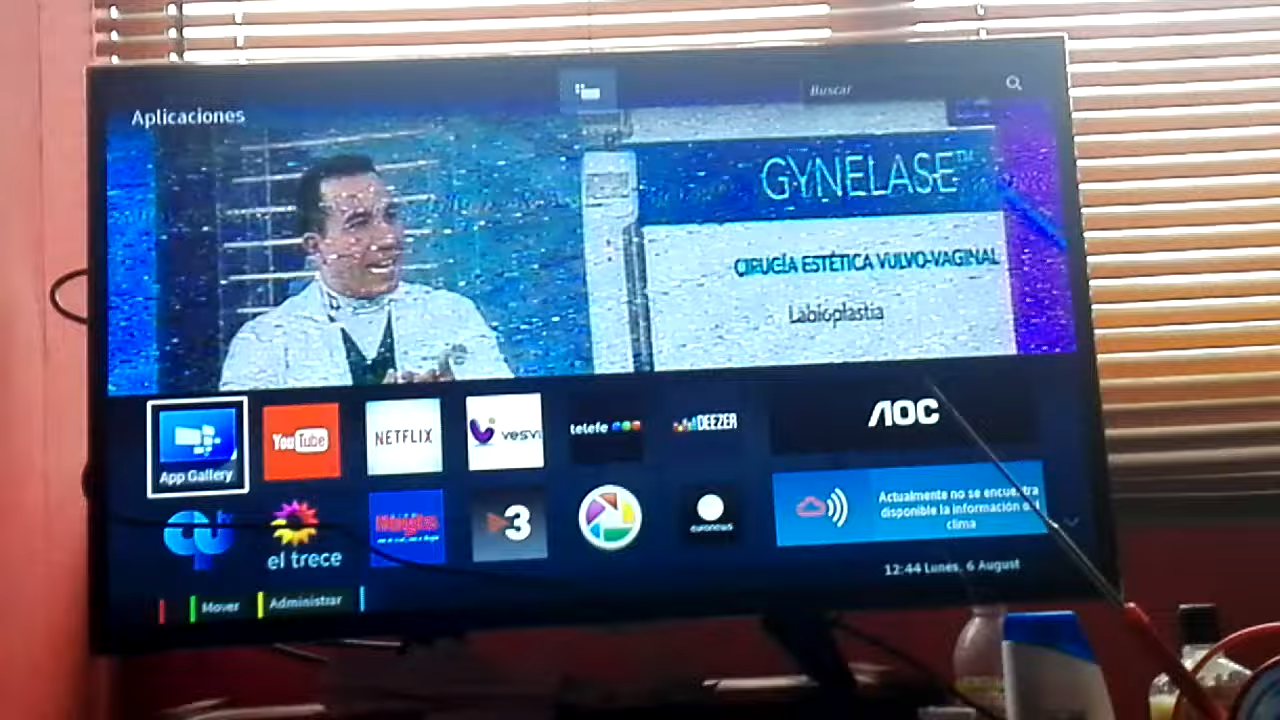 Aplicaciones
Buscar
GYNELASE™
CIRUGÍA ESTÉTICA VULVO-VAGINAL
Labioplastia
App Gallery
YouTube
NETFLIX
vesvi
telefe
DEEZER
AOC
3
euronews
el trece
Actualmente no se encuentra
disponible la información del
clima
12:44 Lunes, 6 August
Mover
Administrar